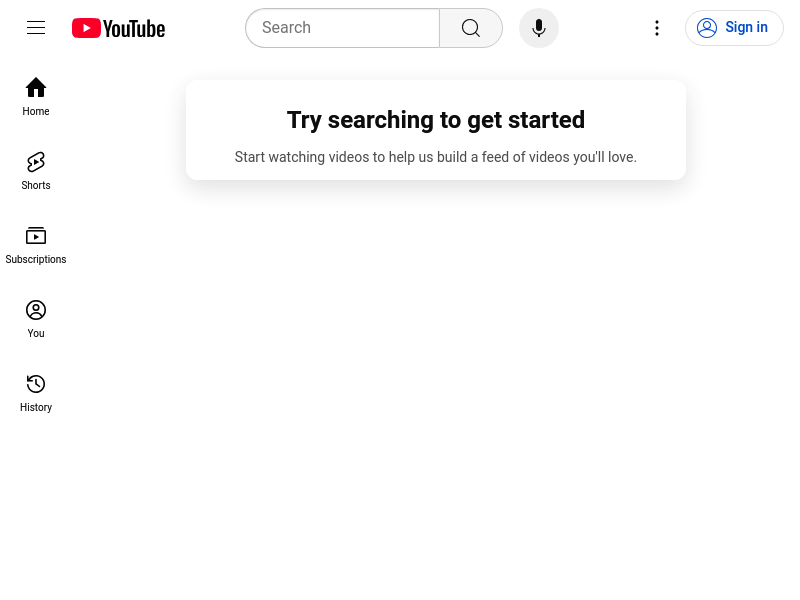 YouTube
Search
Sign in
Home
Shorts
Subscriptions
You
History
Try searching to get started
Start watching videos to help us build a feed of videos you'll love.